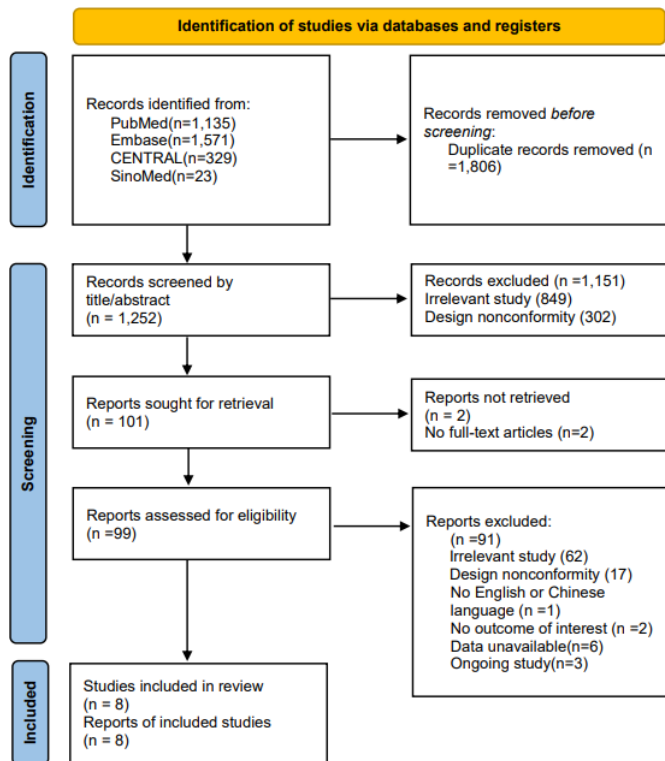 Identification of studies via databases and registers
Identification
Records identified from:
PubMed(n=1,135)
Embase(n=1,571)
CENTRAL(n=329)
SinoMed(n=23)
Records removed before
screening:
Duplicate records removed (n
=1,806)
Screening
Records screened by
title/abstract
(n = 1,252)
Records excluded (n =1,151)
Irrelevant study (849)
Design nonconformity (302)
Reports sought for retrieval
(n = 101)
Reports not retrieved
(n = 2)
No full-text articles (n=2)
Reports assessed for eligibility
(n =99)
Reports excluded:
(n =91)
Irrelevant study (62)
Design nonconformity (17)
No English or Chinese
language (n =1)
No outcome of interest (n =2)
Data unavailable(n=6)
Ongoing study(n=3)
Included
Studies included in review
(n = 8)
Reports of included studies
(n = 8)